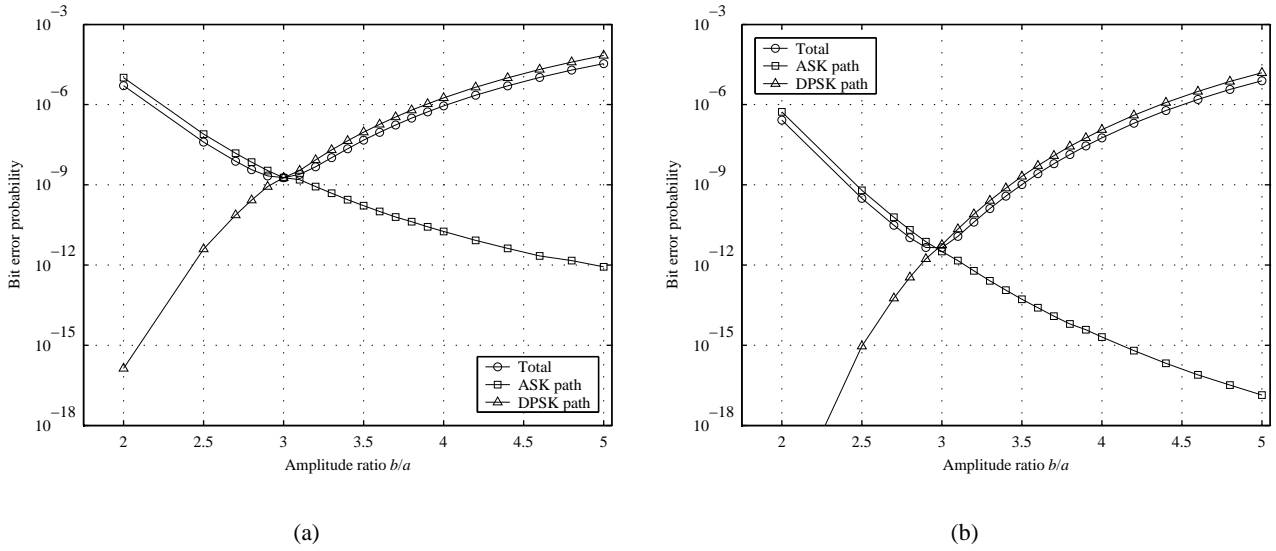 10^−3
10^−6
10^−9
10^−12
10^−15
10^−18
Bit error probability
2 2.5 3 3.5 4 4.5 5
Amplitude ratio b/a
Total
ASK path
DPSK path
(a)
10^−3
10^−6
10^−9
10^−12
10^−15
10^−18
Bit error probability
Total
ASK path
DPSK path
2 2.5 3 3.5 4 4.5 5
Amplitude ratio b/a
(b)